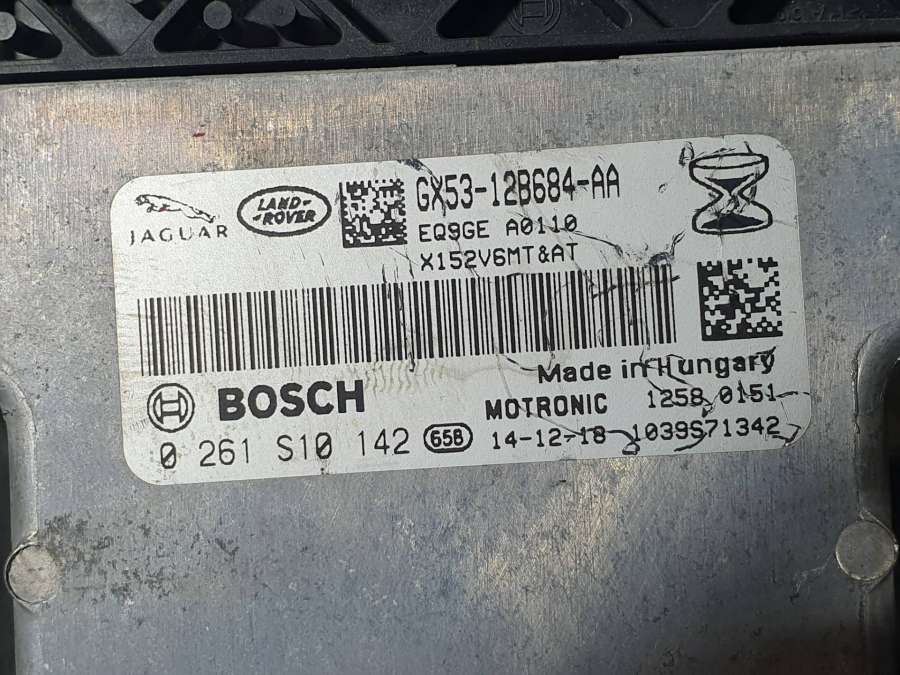 JAGUAR
LAND-
-ROVER
GX53-12B684-AA
EQ9GE A0110
X152V6MT&AT
Made in Hungary
BOSCH
MOTRONIC 1258 0151
0 261 S10 142 658 14-12-18 1039S71342